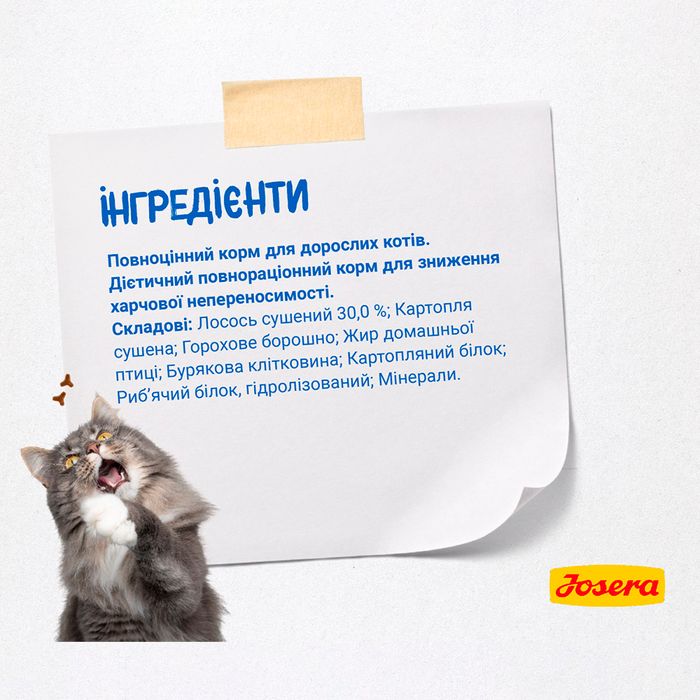 ІНГРЕДІЄНТИ
Повноцінний корм для дорослих котів.
Дієтичний повнораціонний корм для зниження
харчової непереносимості.
Складові: Лосось сушений 30,0 %; Картопля
сушена; Горохове борошно; Жир домашньої
птиці; Бурякова клітковина; Картопляний білок;
Риб'ячий білок, гідролізований; Мінерали.
Josera